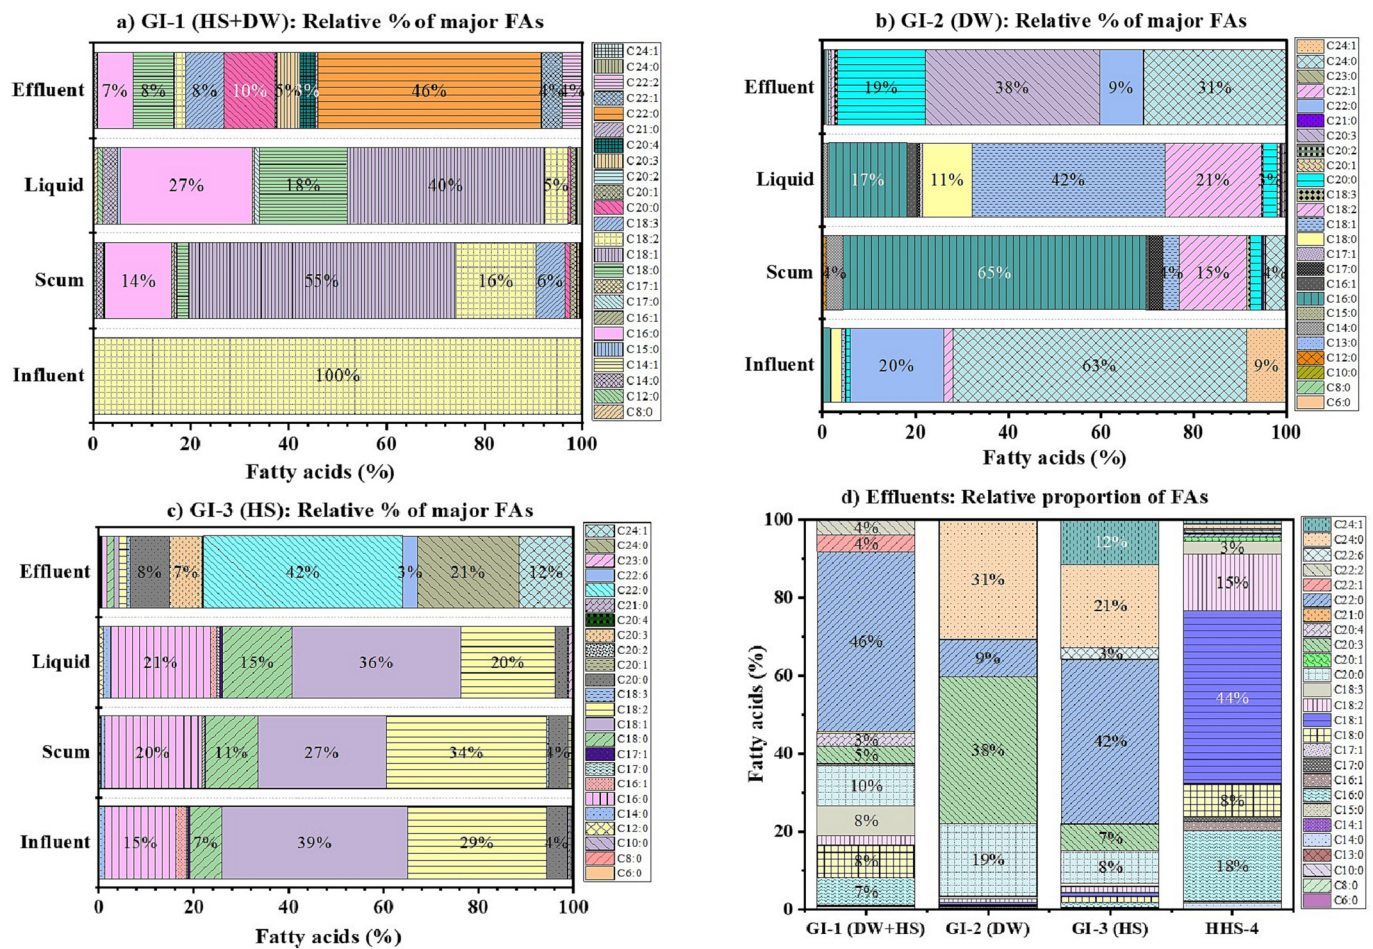 a) GI-1 (HS+DW): Relative % of major FAs
Effluent
7%
8%
8%
10%
5%
3%
46%
4%
4%
Liquid
27%
18%
40%
5%
Scum
14%
55%
16%
6%
Influent
100%
0 20 40 60 80 100
Fatty acids (%)
C24:1
C24:0
C22:2
C22:1
C22:0
C21:0
C20:4
C20:3
C20:2
C20:1
C20:0
C18:3
C18:2
C18:1
C18:0
C17:1
C17:0
C16:1
C16:0
C15:0
C14:1
C14:0
C12:0
C8:0
b) GI-2 (DW): Relative % of major FAs
Effluent
19%
38%
9%
31%
Liquid
17%
11%
42%
21%
3%
Scum
4%
65%
4%
15%
4%
Influent
20%
63%
9%
0 20 40 60 80 100
Fatty acids (%)
C24:1
C24:0
C23:0
C22:1
C22:0
C21:0
C20:3
C20:2
C20:1
C20:0
C18:3
C18:2
C18:1
C18:0
C17:1
C17:0
C16:1
C16:0
C15:0
C14:0
C13:0
C12:0
C10:0
C8:0
C6:0
c) GI-3 (HS): Relative % of major FAs
Effluent
8%
7%
42%
3%
21%
12%
Liquid
21%
15%
36%
20%
Scum
20%
11%
27%
34%
4%
Influent
15%
7%
39%
29%
4%
0 20 40 60 80 100
Fatty acids (%)
C24:1
C24:0
C23:0
C22:6
C22:0
C21:0
C20:4
C20:3
C20:2
C20:1
C20:0
C18:3
C18:2
C18:1
C18:0
C17:1
C17:0
C16:1
C16:0
C14:0
C12:0
C10:0
C8:0
C6:0
d) Effluents: Relative proportion of FAs
Fatty acids (%)
100
80
60
40
20
0
4%
4%
46%
3%
5%
10%
8%
8%
7%
31%
9%
38%
19%
12%
21%
3%
42%
7%
8%
3%
15%
44%
8%
18%
GI-1 (DW+HS) GI-2 (DW) GI-3 (HS) HHS-4
C24:1
C24:0
C22:6
C22:2
C22:1
C22:0
C21:0
C20:4
C20:3
C20:1
C20:0
C18:3
C18:2
C18:1
C18:0
C17:1
C17:0
C16:1
C16:0
C15:0
C14:1
C14:0
C13:0
C10:0
C8:0
C6:0